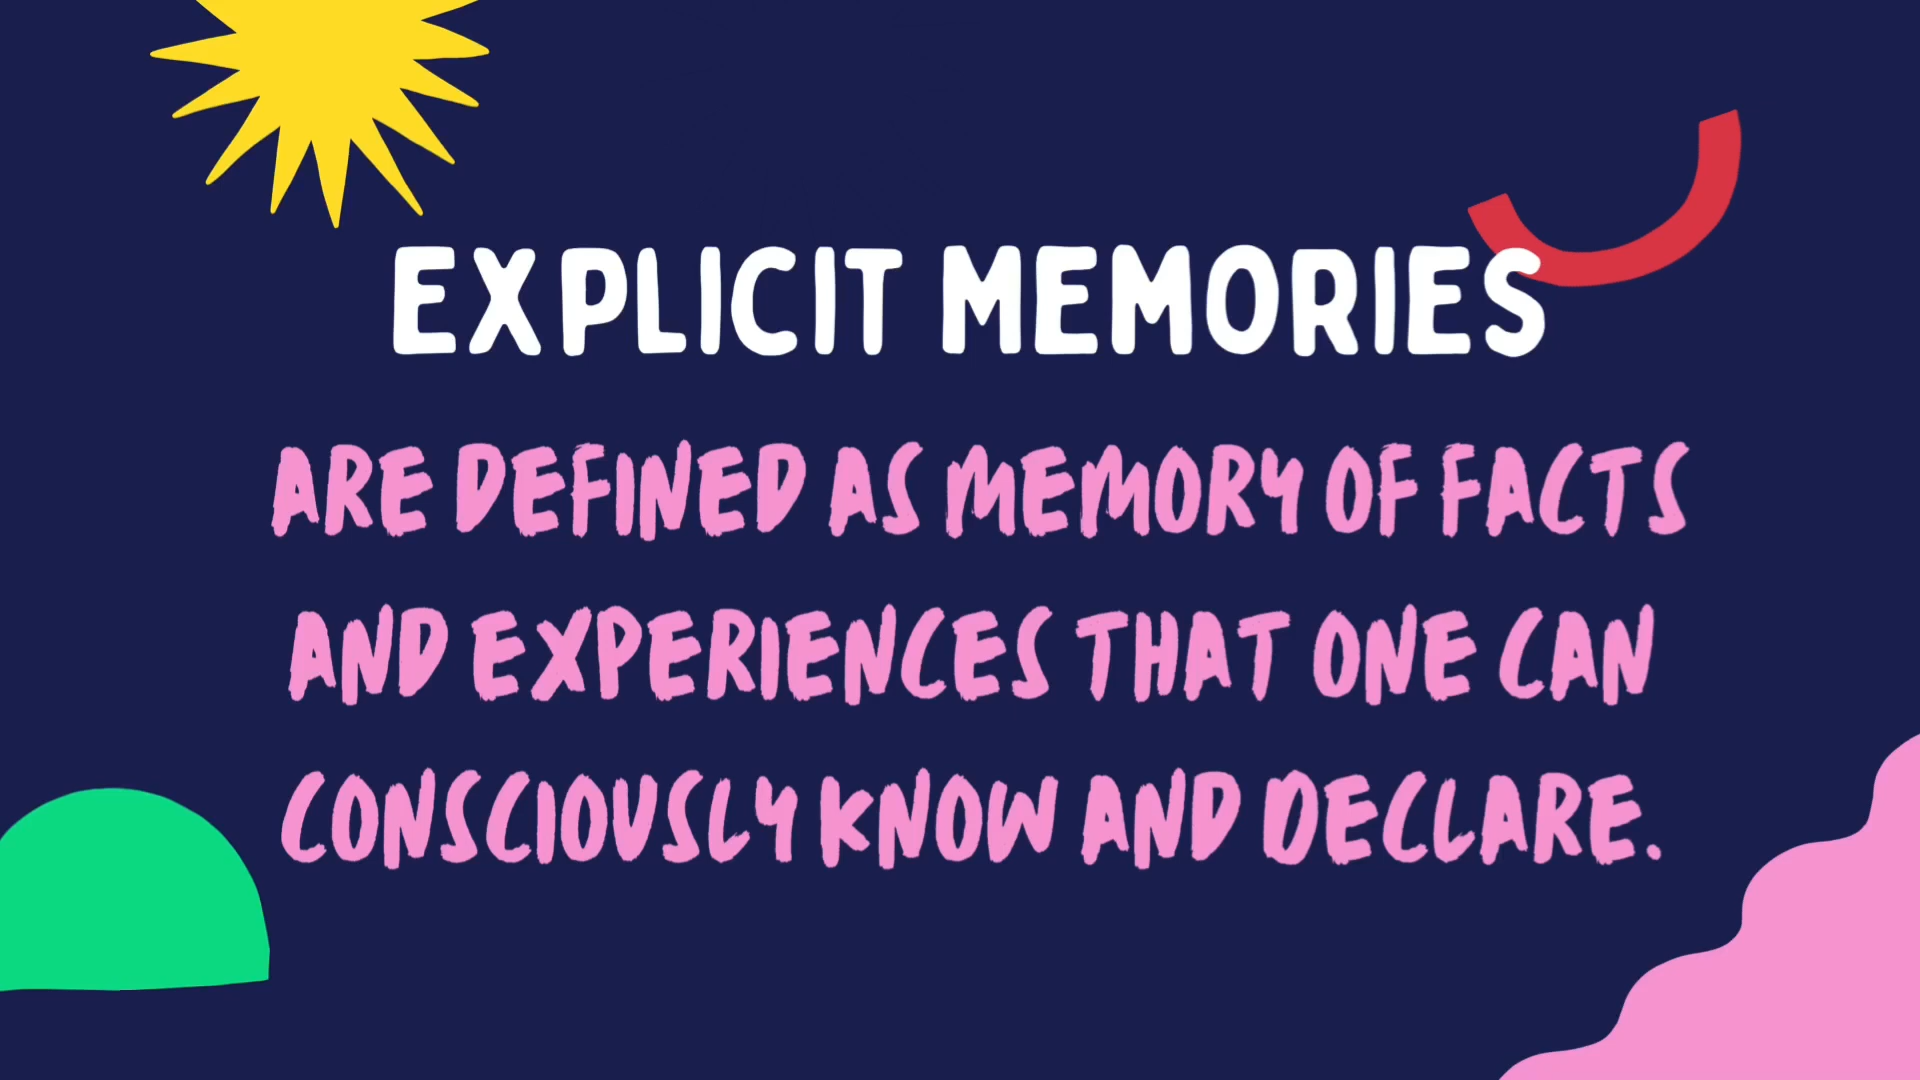 EXPLICIT MEMORIES
ARE DEFINED AS MEMORY OF FACTS
AND EXPERIENCES THAT ONE CAN
CONSCIOUSLY KNOW AND DECLARE.